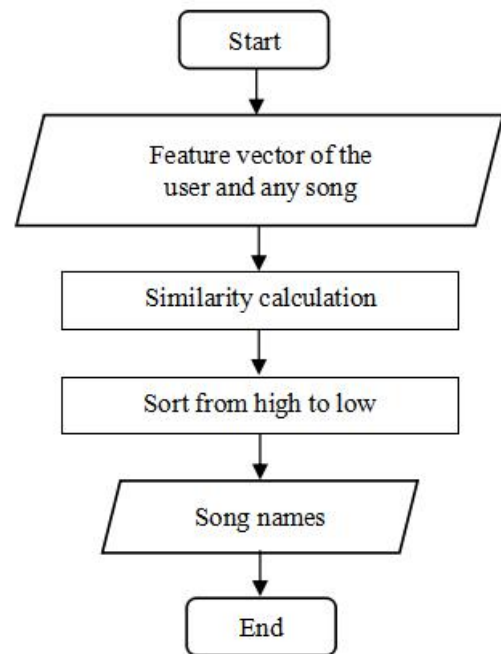 Start
Feature vector of the
user and any song
Similarity calculation
Sort from high to low
Song names
End